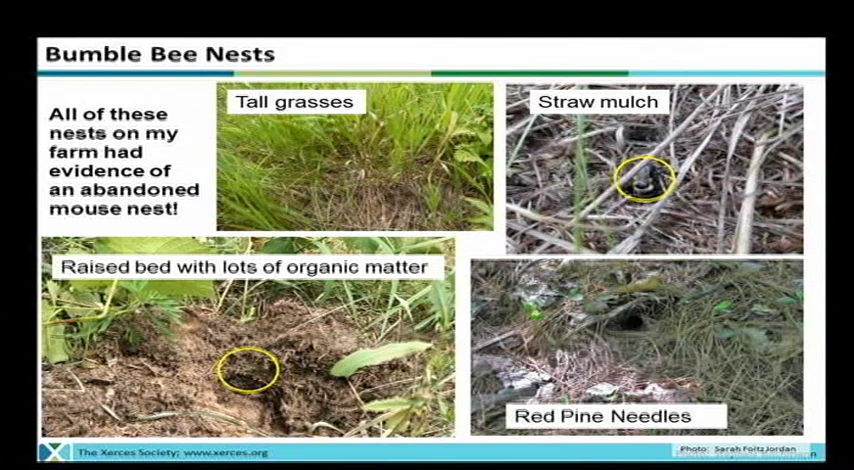 Bumble Bee Nests
All of these
nests on my
farm had
evidence of
an abandoned
mouse nest!
Tall grasses
Straw mulch
Raised bed with lots of organic matter
Red Pine Needles
The Xerces Society: www.xerces.org
Photo: Sarah Foltz Jordan